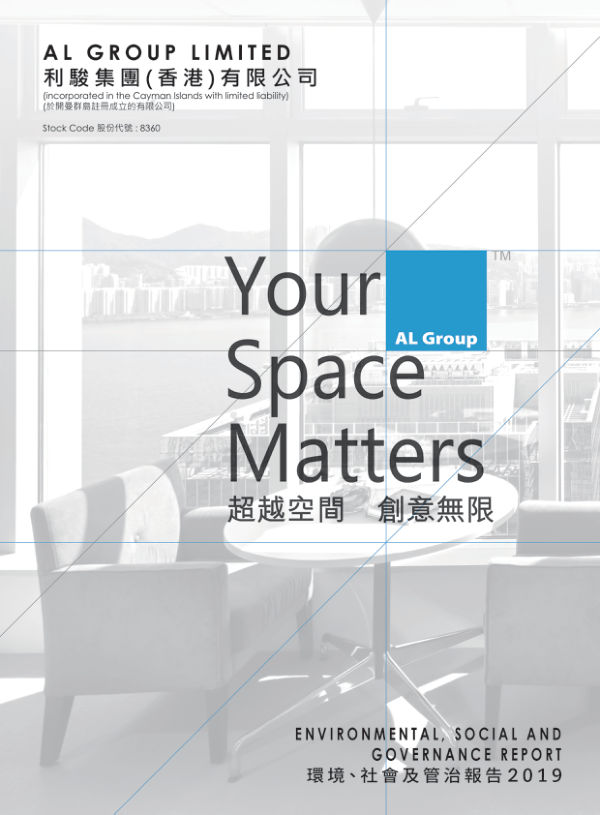 AL GROUP LIMITED
利駿集團(香港)有限公司
(incorporated in the Cayman Islands with limited liability)
(於開曼群島註冊成立的有限公司)
Stock Code 股份代號 : 8360
Your
TM
AL Group
Space
Matters
超越空間 創意無限
ENVIRONMENTAL, SOCIAL AND
GOVERNANCE REPORT
環境、社會及管治報告2019